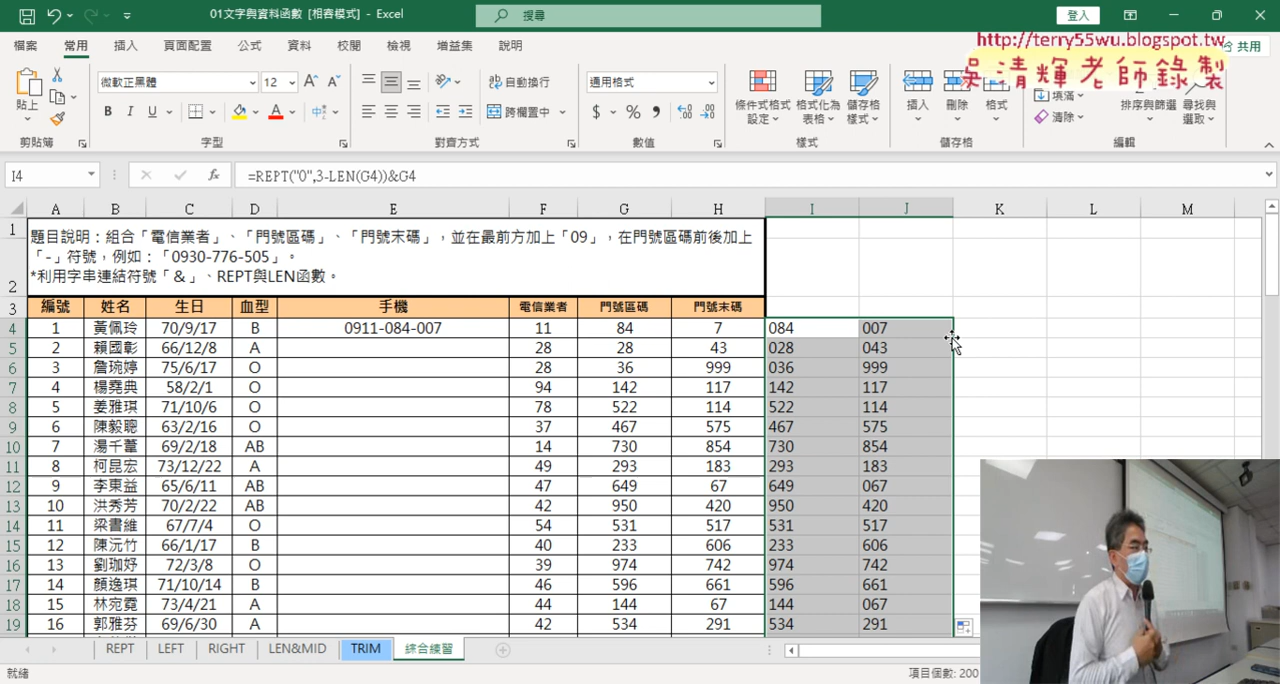 01文字與資料函數 [相容模式] - Excel
搜尋
登入
http://terry55wu.blogspot.tw
吳清輝老師錄製
檔案 常用 插入 頁面配置 公式 資料 校閱 檢視 增益集 說明
共用
貼上
微軟正黑體 12
B I U
自動換行
跨欄置中
通用格式
$ % ,
條件式格式設定 格式化為表格 儲存格樣式
插入 刪除 格式
填滿
清除
排序與篩選 尋找與選取
剪貼簿 字型 對齊方式 數值 樣式 儲存格 編輯
I4 fx =REPT("0",3-LEN(G4))&G4
A B C D E F G H I J K L M
1 題目說明：組合「電信業者」、「門號區碼」、「門號末碼」，並在最前方加上「09」，在門號區碼前後加上
「-」符號，例如：「0930-776-505」。
2 *利用字串連結符號「&」、REPT與LEN函數。
3 編號 姓名 生日 血型 手機 電信業者 門號區碼 門號末碼
4 1 黃佩玲 70/9/17 B 0911-084-007 11 84 7 084 007
5 2 賴國彰 66/12/8 A 28 28 43 028 043
6 3 詹琬婷 75/6/17 O 28 36 999 036 999
7 4 楊堯典 58/2/1 O 94 142 117 142 117
8 5 姜雅琪 71/10/6 O 78 522 114 522 114
9 6 陳毅聰 63/2/16 O 37 467 575 467 575
10 7 湯千葦 69/2/18 AB 14 730 854 730 854
11 8 柯昆宏 73/12/22 A 49 293 183 293 183
12 9 李東益 65/6/11 AB 47 649 67 649 067
13 10 洪秀芳 70/2/22 AB 42 950 420 950 420
14 11 梁書維 67/7/4 O 54 531 517 531 517
15 12 陳沅竹 66/1/17 B 40 233 606 233 606
16 13 劉珈妤 72/3/8 O 39 974 742 974 742
17 14 顏逸琪 71/10/14 B 46 596 661 596 661
18 15 林宛霓 73/4/21 A 44 144 67 144 067
19 16 郭雅芬 69/6/30 A 42 534 291 534 291
REPT LEFT RIGHT LEN&MID TRIM 綜合練習
就緒 項目個數: 200